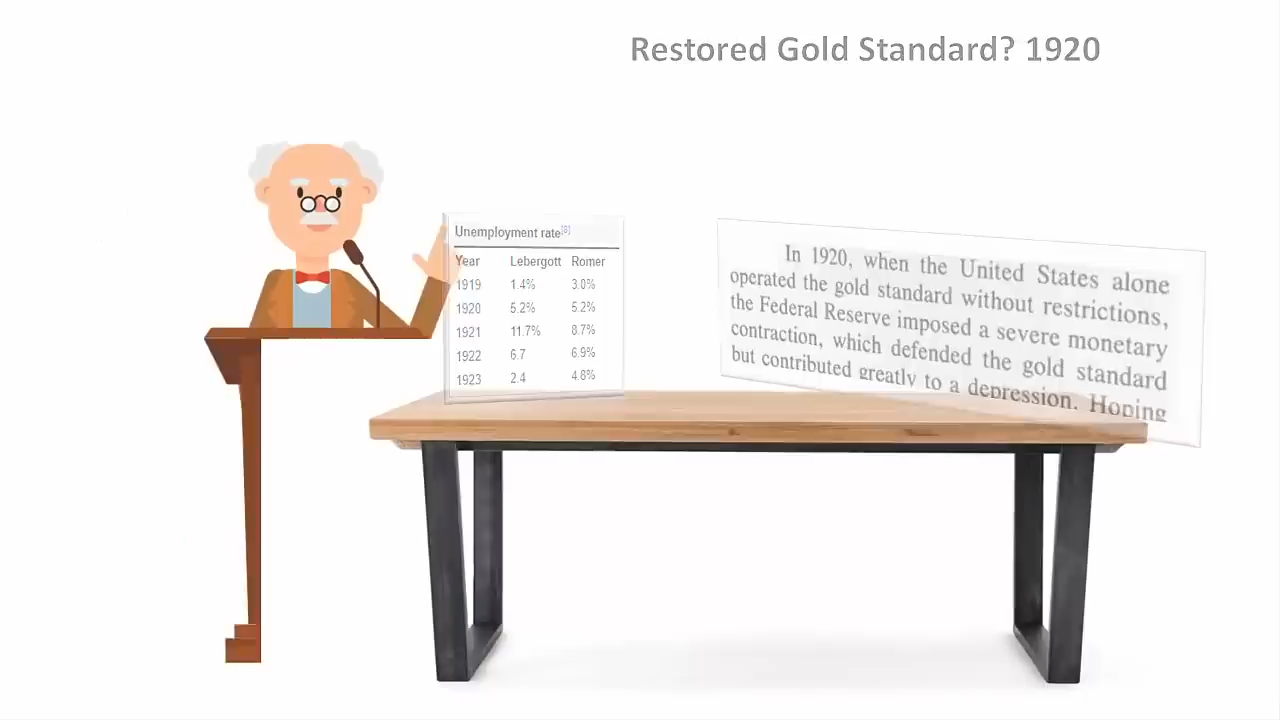 Restored Gold Standard? 1920
Unemployment rate[8]
Year Lebergott Romer
1919 1.4% 3.0%
1920 5.2% 5.2%
1921 11.7% 8.7%
1922 6.7 6.9%
1923 2.4 4.8%
In 1920, when the United States alone
operated the gold standard without restrictions,
the Federal Reserve imposed a severe monetary
contraction, which defended the gold standard
but contributed greatly to a depression. Hoping